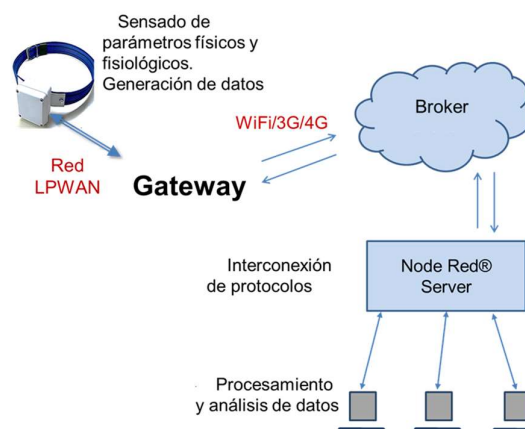 Sensado de
parámetros físicos y
fisiológicos.
Generación de datos
WiFi/3G/4G
Broker
Red
LPWAN
Gateway
Interconexión
de protocolos
Node Red®
Server
Procesamiento
y análisis de datos